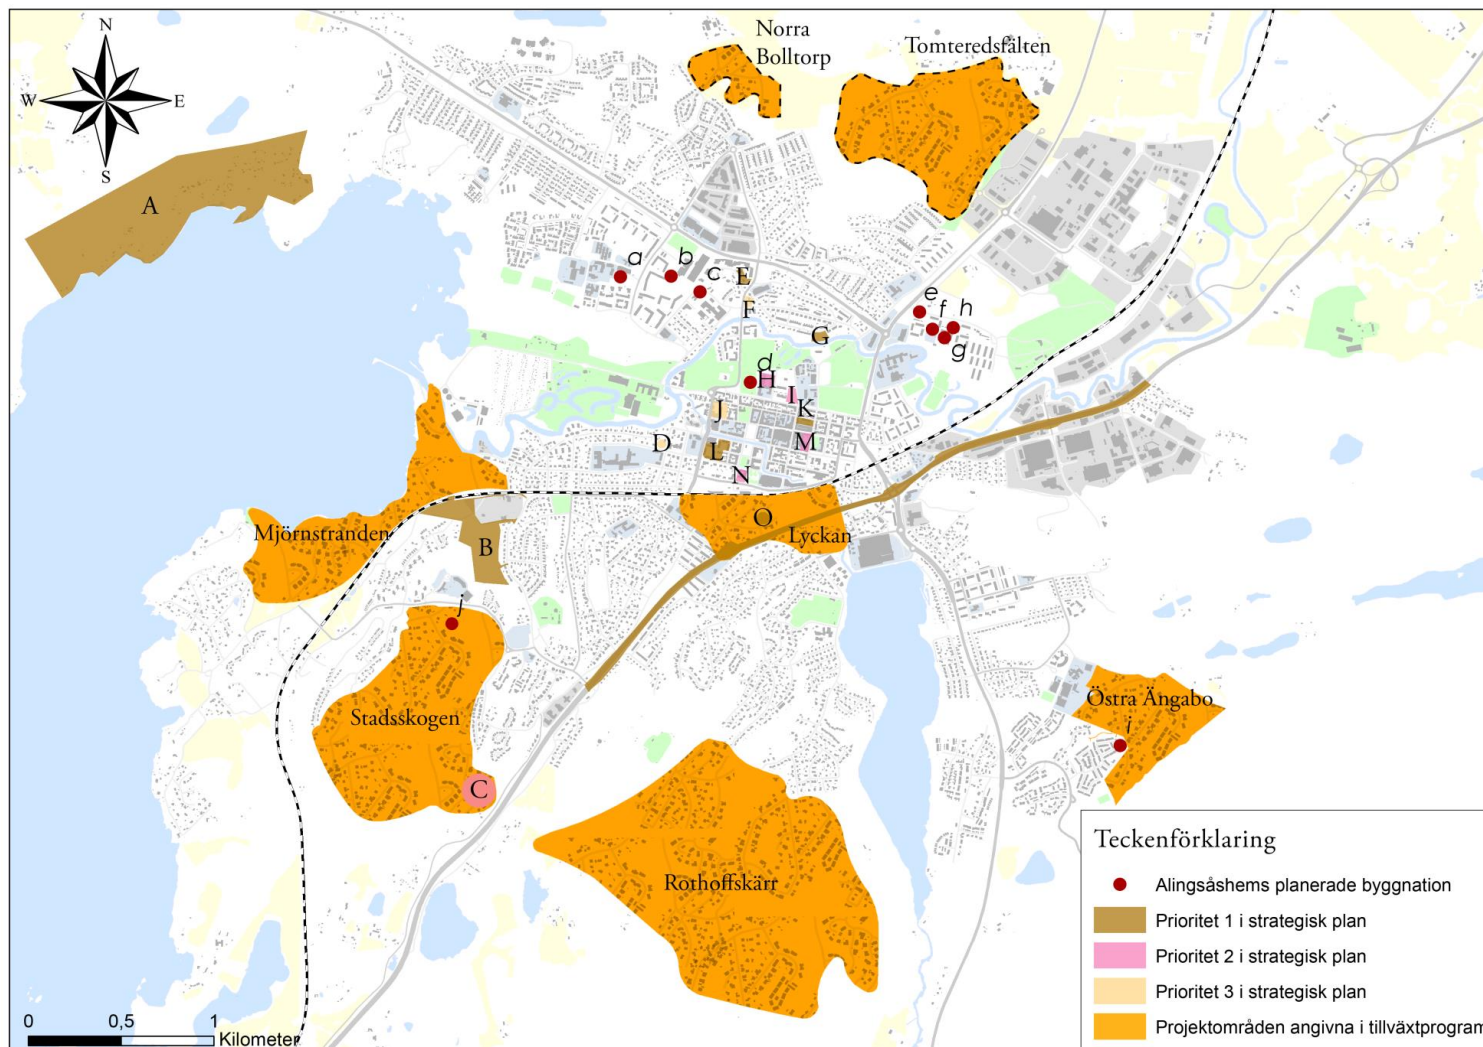 N
W
E
S
Norra
Bolltorp
Tomteredsfälten
A
a
b
c
E
F
G
e
f
h
g
d
H
I
J
K
D
L
M
N
O
Lyckan
Mjörnstranden
B
j
Stadsskogen
C
Östra Ängabo
i
Rothoffskärr
Teckenförklaring
Alingsåshems planerade byggnation
Prioritet 1 i strategisk plan
Prioritet 2 i strategisk plan
Prioritet 3 i strategisk plan
Projektområden angivna i tillväxtprogram
0 0,5 1
Kilometer